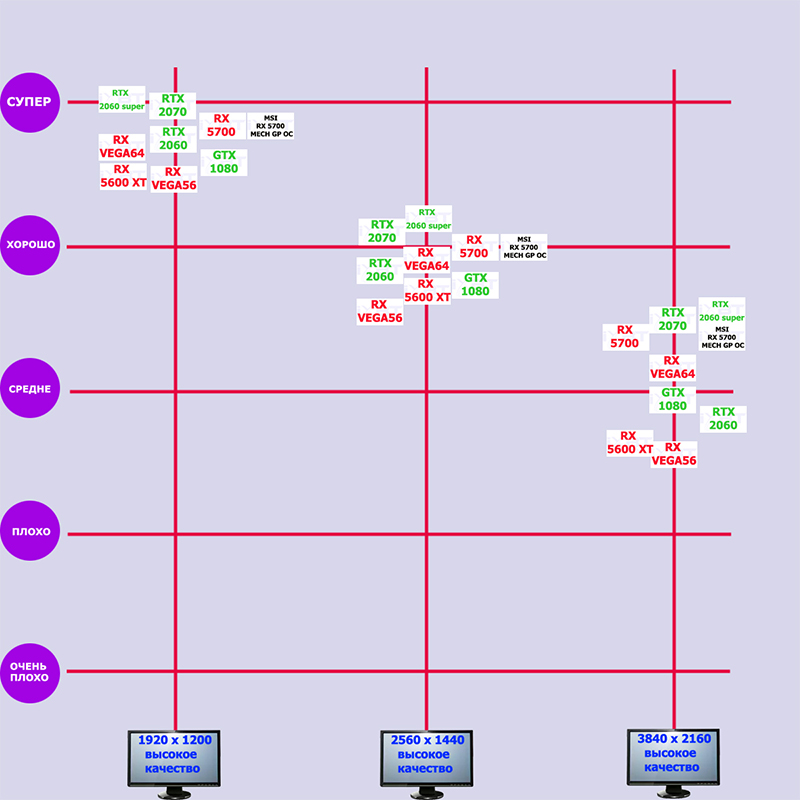 СУПЕР
RTX
2060 super
RTX
2070
RX
5700
MSI
RX 5700
MECH GP OC
RX
VEGA64
RTX
2060
GTX
1080
RX
5600 XT
RX
VEGA56
ХОРОШО
RTX
2070
RTX
2060 super
RX
5700
MSI
RX 5700
MECH GP OC
RTX
2060
RX
VEGA64
GTX
1080
RX
5600 XT
RX
VEGA56
СРЕДНЕ
RX
5700
RTX
2070
RTX
2060 super
MSI
RX 5700
MECH GP OC
RX
VEGA64
GTX
1080
RTX
2060
RX
5600 XT
RX
VEGA56
ПЛОХО
ОЧЕНЬ
ПЛОХО
1920 x 1200
высокое
качество
2560 x 1440
высокое
качество
3840 x 2160
высокое
качество